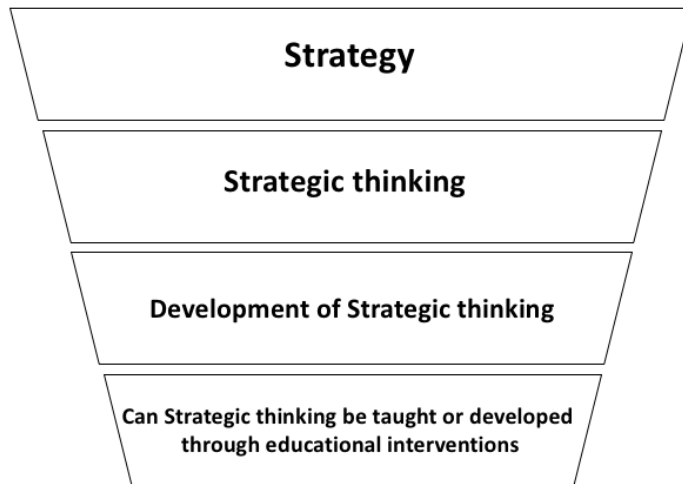 Strategy
Strategic thinking
Development of Strategic thinking
Can Strategic thinking be taught or developed
through educational interventions